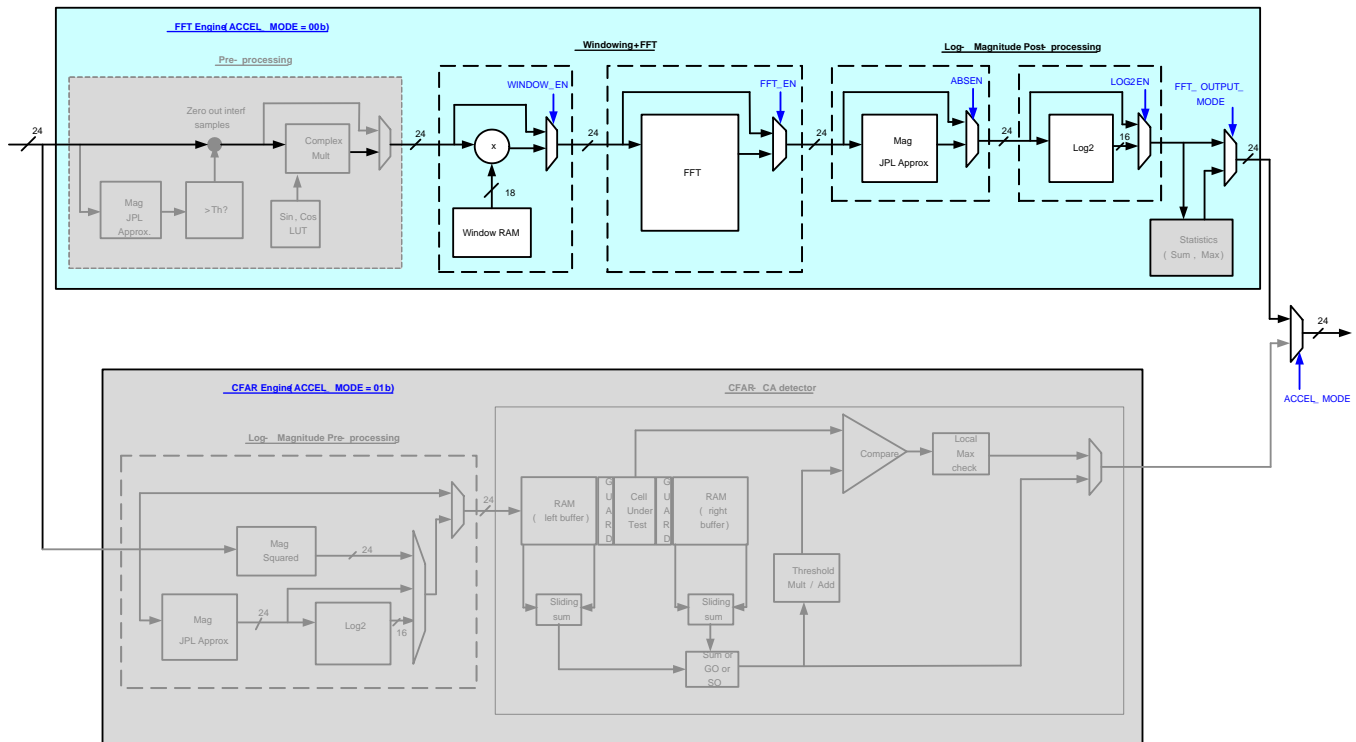 FFT Engine(ACCEL_ MODE = 00b)
Windowing+FFT
Log- Magnitude Post- processing
Pre- processing
WINDOW_EN
FFT_EN
ABSEN
LOG2EN
FFT_ OUTPUT_
MODE
Zero out interf
samples
24
Complex
Mult
24
x
18
Window RAM
24
FFT
24
Mag
JPL Approx
24
Log2
16
24
Mag
JPL
Approx.
>Th?
Sin, Cos
LUT
Statistics
( Sum , Max)
24
ACCEL_ MODE
CFAR Engine(ACCEL_ MODE = 01b)
CFAR- CA detector
Log- Magnitude Pre- processing
24
Mag
Squared
24
Mag
JPL Approx
24
Log2
16
RAM
( left buffer)
G
U
A
R
D
Cell
Under
Test
G
U
A
R
D
RAM
( right
buffer)
Compare
Local
Max
check
Threshold
Mult / Add
Sliding
sum
Sliding
sum
Sum or
GO or
SO